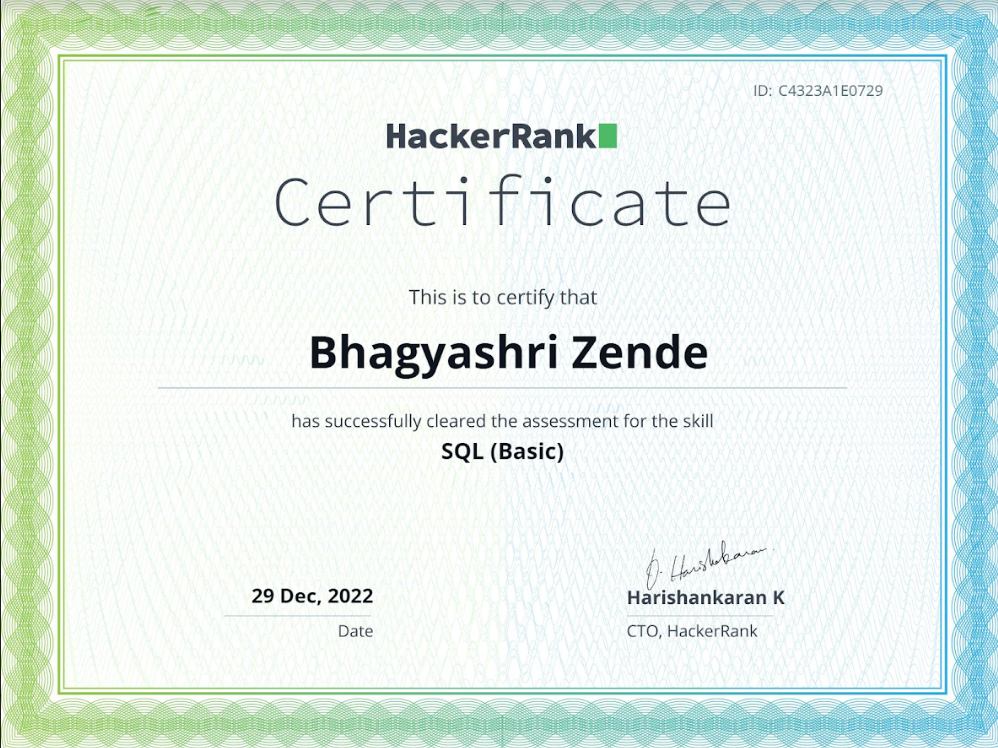 ID: C4323A1E0729
HackerRank
Certificate
This is to certify that
Bhagyashri Zende
has successfully cleared the assessment for the skill
SQL (Basic)
29 Dec, 2022
Date
Harishankaran
Harishankaran K
CTO, HackerRank